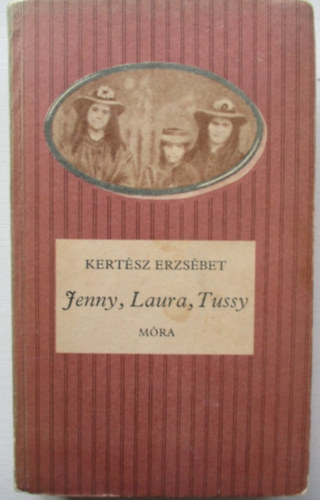 KERTÉSZ ERZSÉBET
Jenny, Laura, Tussy
MÓRA